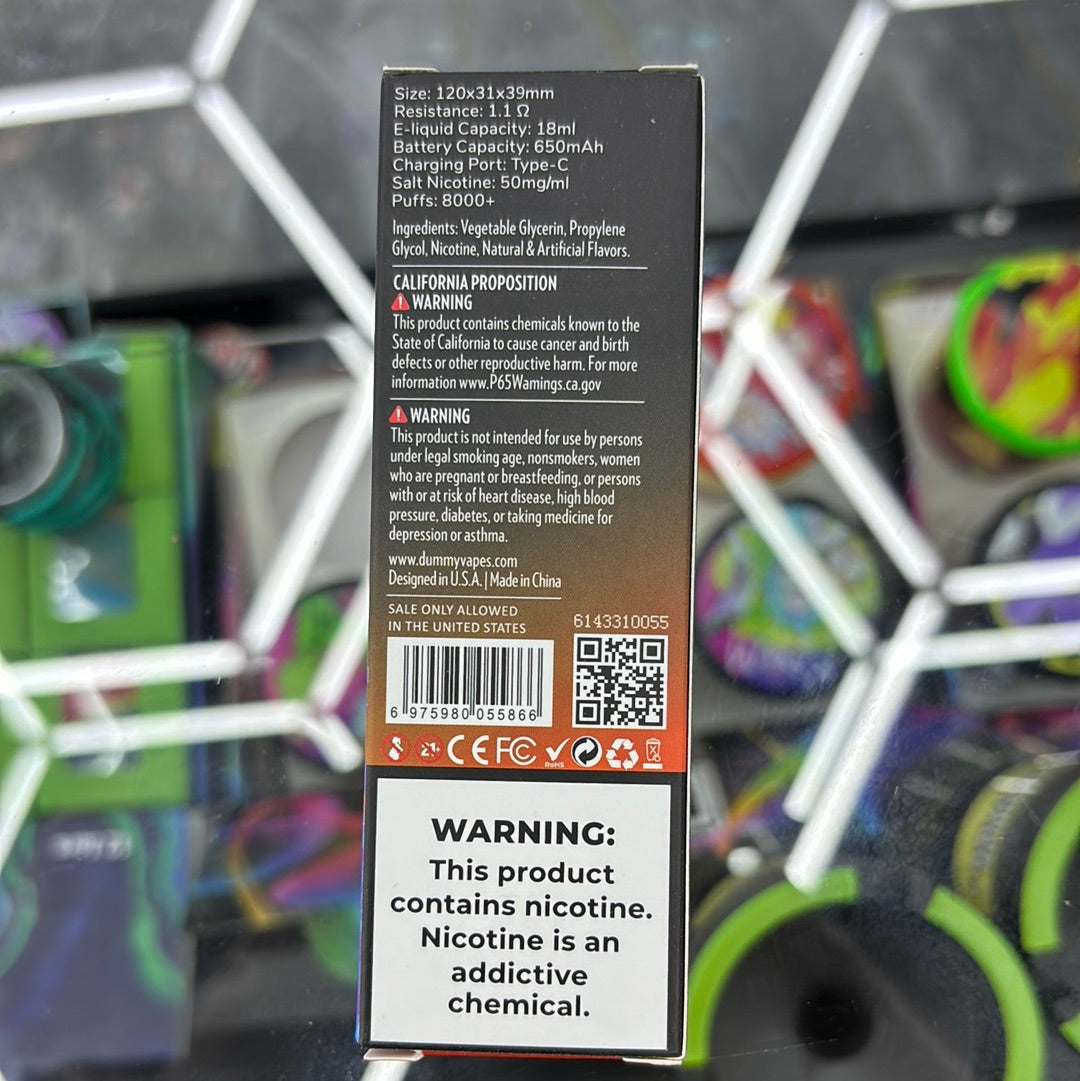 Size: 120x31x39mm
Resistance: 1.1 Ω
E-liquid Capacity: 18ml
Battery Capacity: 650mAh
Charging Port: Type-C
Salt Nicotine: 50mg/ml
Puffs: 8000+
Ingredients: Vegetable Glycerin, Propylene
Glycol, Nicotine, Natural & Artificial Flavors.
CALIFORNIA PROPOSITION
WARNING
This product contains chemicals known to the
State of California to cause cancer and birth
defects or other reproductive harm. For more
information www.P65Wamings.ca.gov
WARNING
This product is not intended for use by persons
under legal smoking age, nonsmokers, women
who are pregnant or breastfeeding, or persons
with or at risk of heart disease, high blood
pressure, diabetes, or taking medicine for
depression or asthma.
www.dummyvapes.com
Designed in U.S.A. | Made in China
SALE ONLY ALLOWED
IN THE UNITED STATES
6143310055
6 975980 055866
21+ CE FC RoHS
WARNING:
This product
contains nicotine.
Nicotine is an
addictive
chemical.